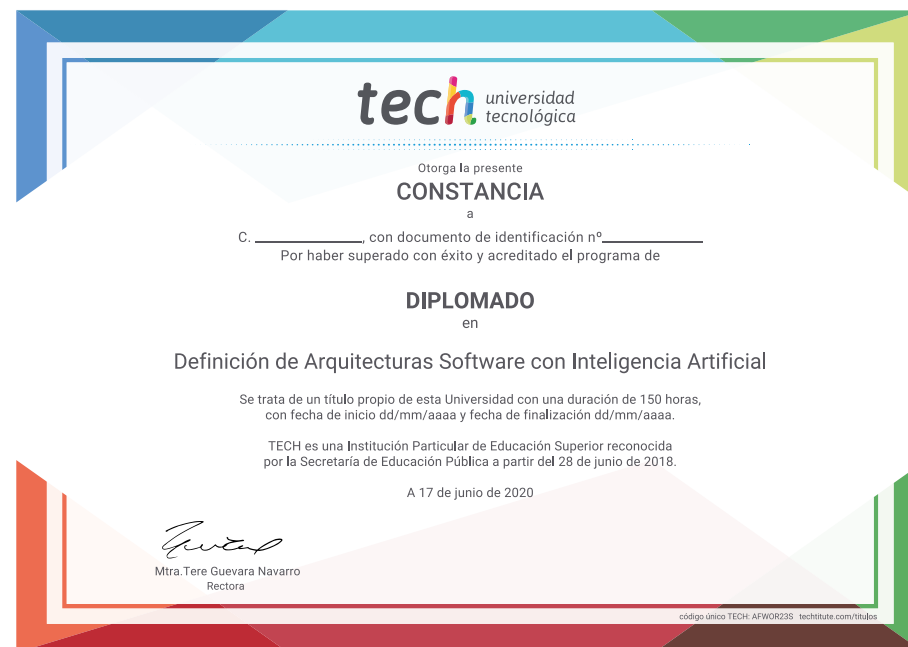 tech universidad
tecnológica
Otorga la presente
CONSTANCIA
a
C. ____________, con documento de identificación nº____________
Por haber superado con éxito y acreditado el programa de
DIPLOMADO
en
Definición de Arquitecturas Software con Inteligencia Artificial
Se trata de un título propio de esta Universidad con una duración de 150 horas,
con fecha de inicio dd/mm/aaaa y fecha de finalización dd/mm/aaaa.
TECH es una Institución Particular de Educación Superior reconocida
por la Secretaría de Educación Pública a partir del 28 de junio de 2018.
A 17 de junio de 2020
Mtra.Tere Guevara Navarro
Rectora
código único TECH: AFWOR23S techtitute.com/titulos